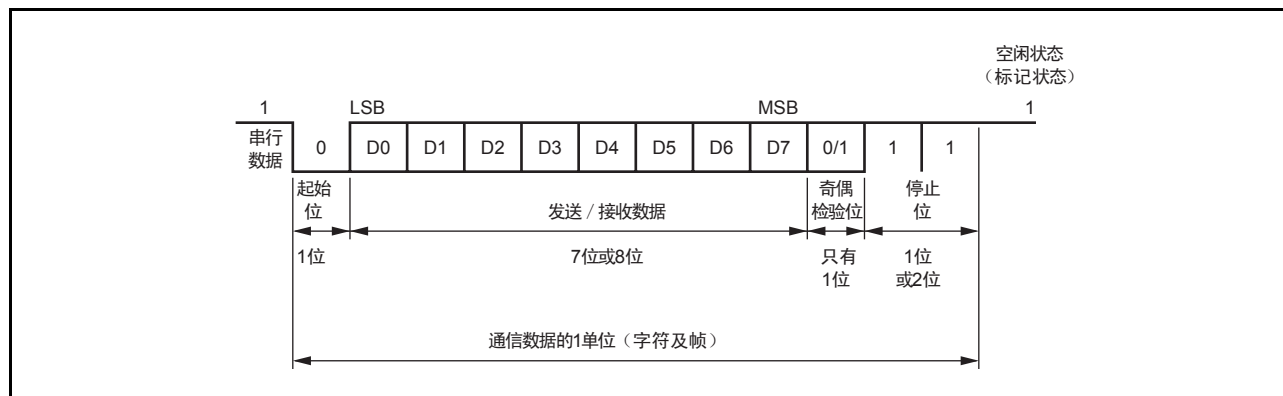 空闲状态
（标记状态）
1 LSB MSB 1
串行
数据
0 D0 D1 D2 D3 D4 D5 D6 D7 0/1 1 1
起始
位
发送 / 接收数据
奇偶
检验位
停止
位
1位
7位或8位
只有
1位
1位
或2位
通信数据的1单位（字符及帧）